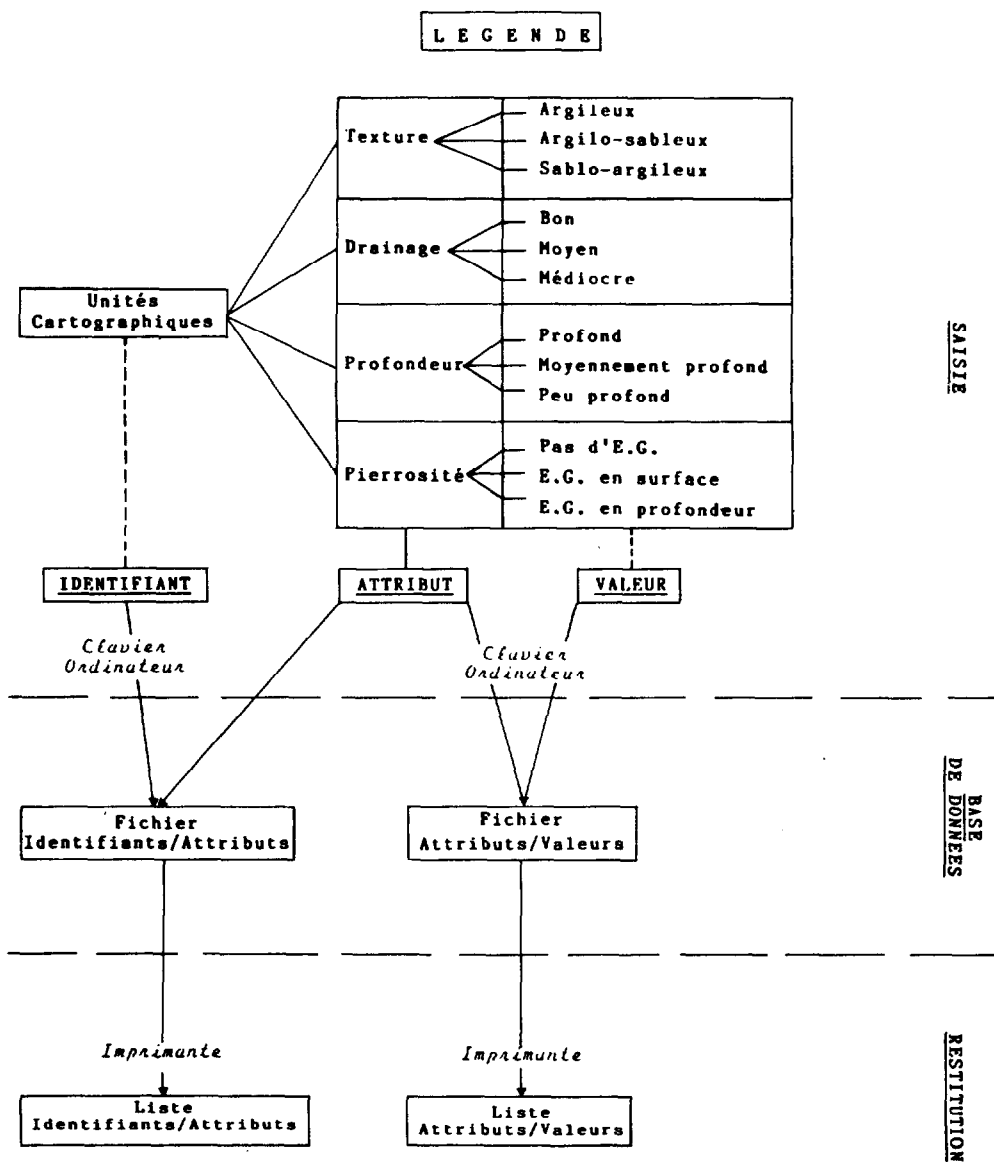 L E G E N D E
Texture
Argileux
Argilo-sableux
Sablo-argileux
Drainage
Bon
Moyen
Médiocre
Unités
Cartographiques
Profondeur
Profond
Moyennement profond
Peu profond
Pierrosité
Pas d'E.G.
E.G. en surface
E.G. en profondeur
SAISIE
IDENTIFIANT
ATTRIBUT
VALEUR
Clavier
Ordinateur
Clavier
Ordinateur
BASE
DE DONNEES
Fichier
Identifiants/Attributs
Fichier
Attributs/Valeurs
Imprimante
Imprimante
RESTITUTION
Liste
Identifiants/Attributs
Liste
Attributs/Valeurs